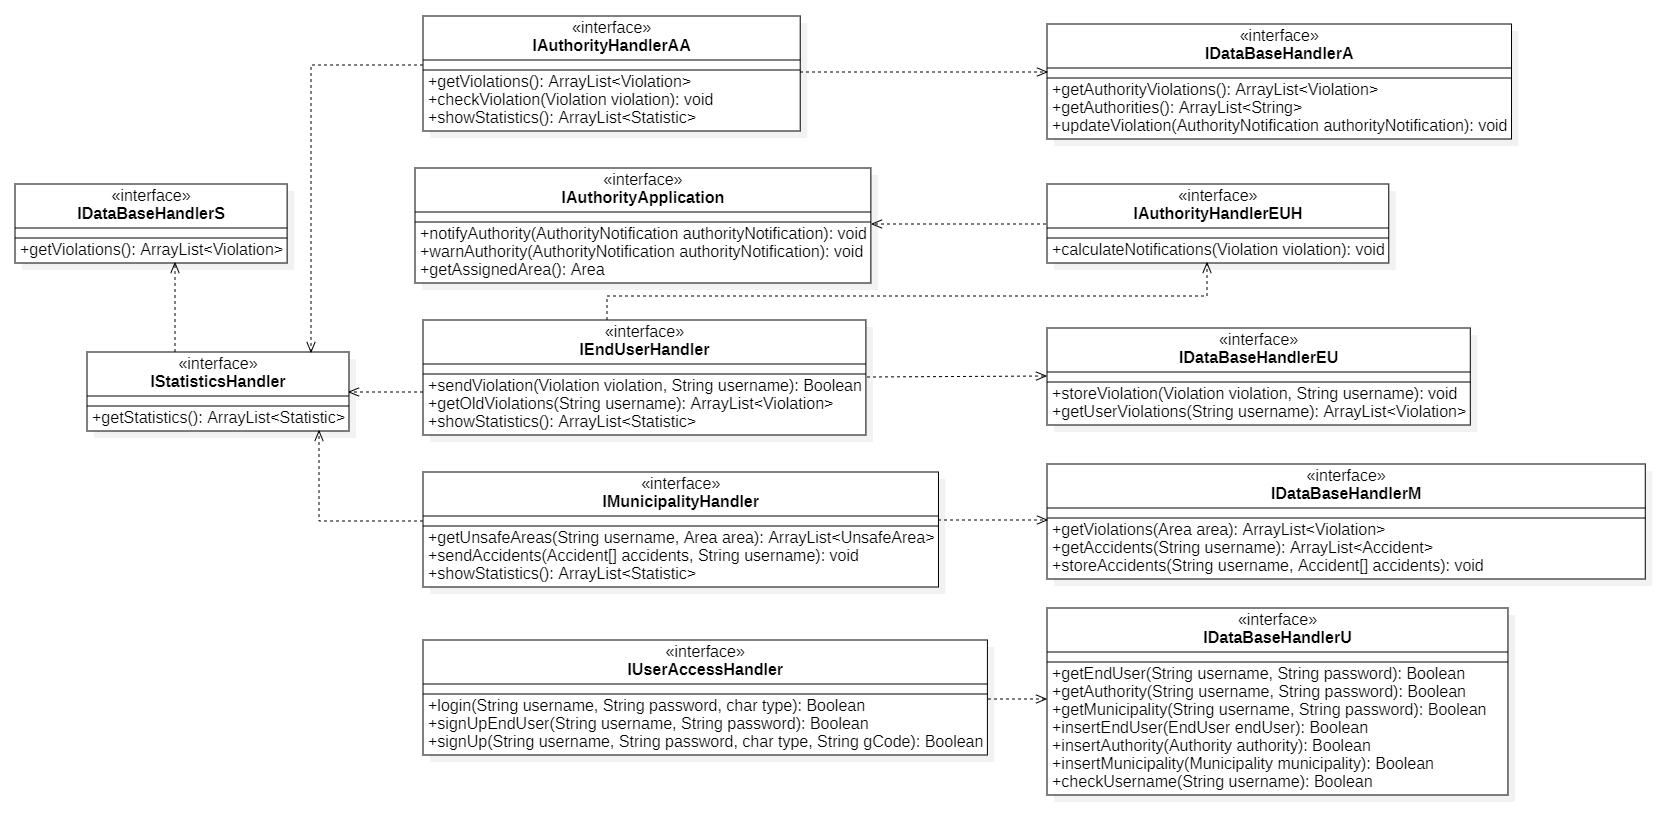 «interface»
IAuthorityHandlerAA
+getViolations(): ArrayList<Violation>
+checkViolation(Violation violation): void
+showStatistics(): ArrayList<Statistic>
«interface»
IDataBaseHandlerA
+getAuthorityViolations(): ArrayList<Violation>
+getAuthorities(): ArrayList<String>
+updateViolation(AuthorityNotification authorityNotification): void
«interface»
IDataBaseHandlerS
+getViolations(): ArrayList<Violation>
«interface»
IAuthorityApplication
+notifyAuthority(AuthorityNotification authorityNotification): void
+warnAuthority(AuthorityNotification authorityNotification): void
+getAssignedArea(): Area
«interface»
IAuthorityHandlerEUH
+calculateNotifications(Violation violation): void
«interface»
IStatisticsHandler
+getStatistics(): ArrayList<Statistic>
«interface»
IEndUserHandler
+sendViolation(Violation violation, String username): Boolean
+getOldViolations(String username): ArrayList<Violation>
+showStatistics(): ArrayList<Statistic>
«interface»
IDataBaseHandlerEU
+storeViolation(Violation violation, String username): void
+getUserViolations(String username): ArrayList<Violation>
«interface»
IMunicipalityHandler
+getUnsafeAreas(String username, Area area): ArrayList<UnsafeArea>
+sendAccidents(Accident[] accidents, String username): void
+showStatistics(): ArrayList<Statistic>
«interface»
IDataBaseHandlerM
+getViolations(Area area): ArrayList<Violation>
+getAccidents(String username): ArrayList<Accident>
+storeAccidents(String username, Accident[] accidents): void
«interface»
IUserAccessHandler
+login(String username, String password, char type): Boolean
+signUpEndUser(String username, String password): Boolean
+signUp(String username, String password, char type, String gCode): Boolean
«interface»
IDataBaseHandlerU
+getEndUser(String username, String password): Boolean
+getAuthority(String username, String password): Boolean
+getMunicipality(String username, String password): Boolean
+insertEndUser(EndUser endUser): Boolean
+insertAuthority(Authority authority): Boolean
+insertMunicipality(Municipality municipality): Boolean
+checkUsername(String username): Boolean